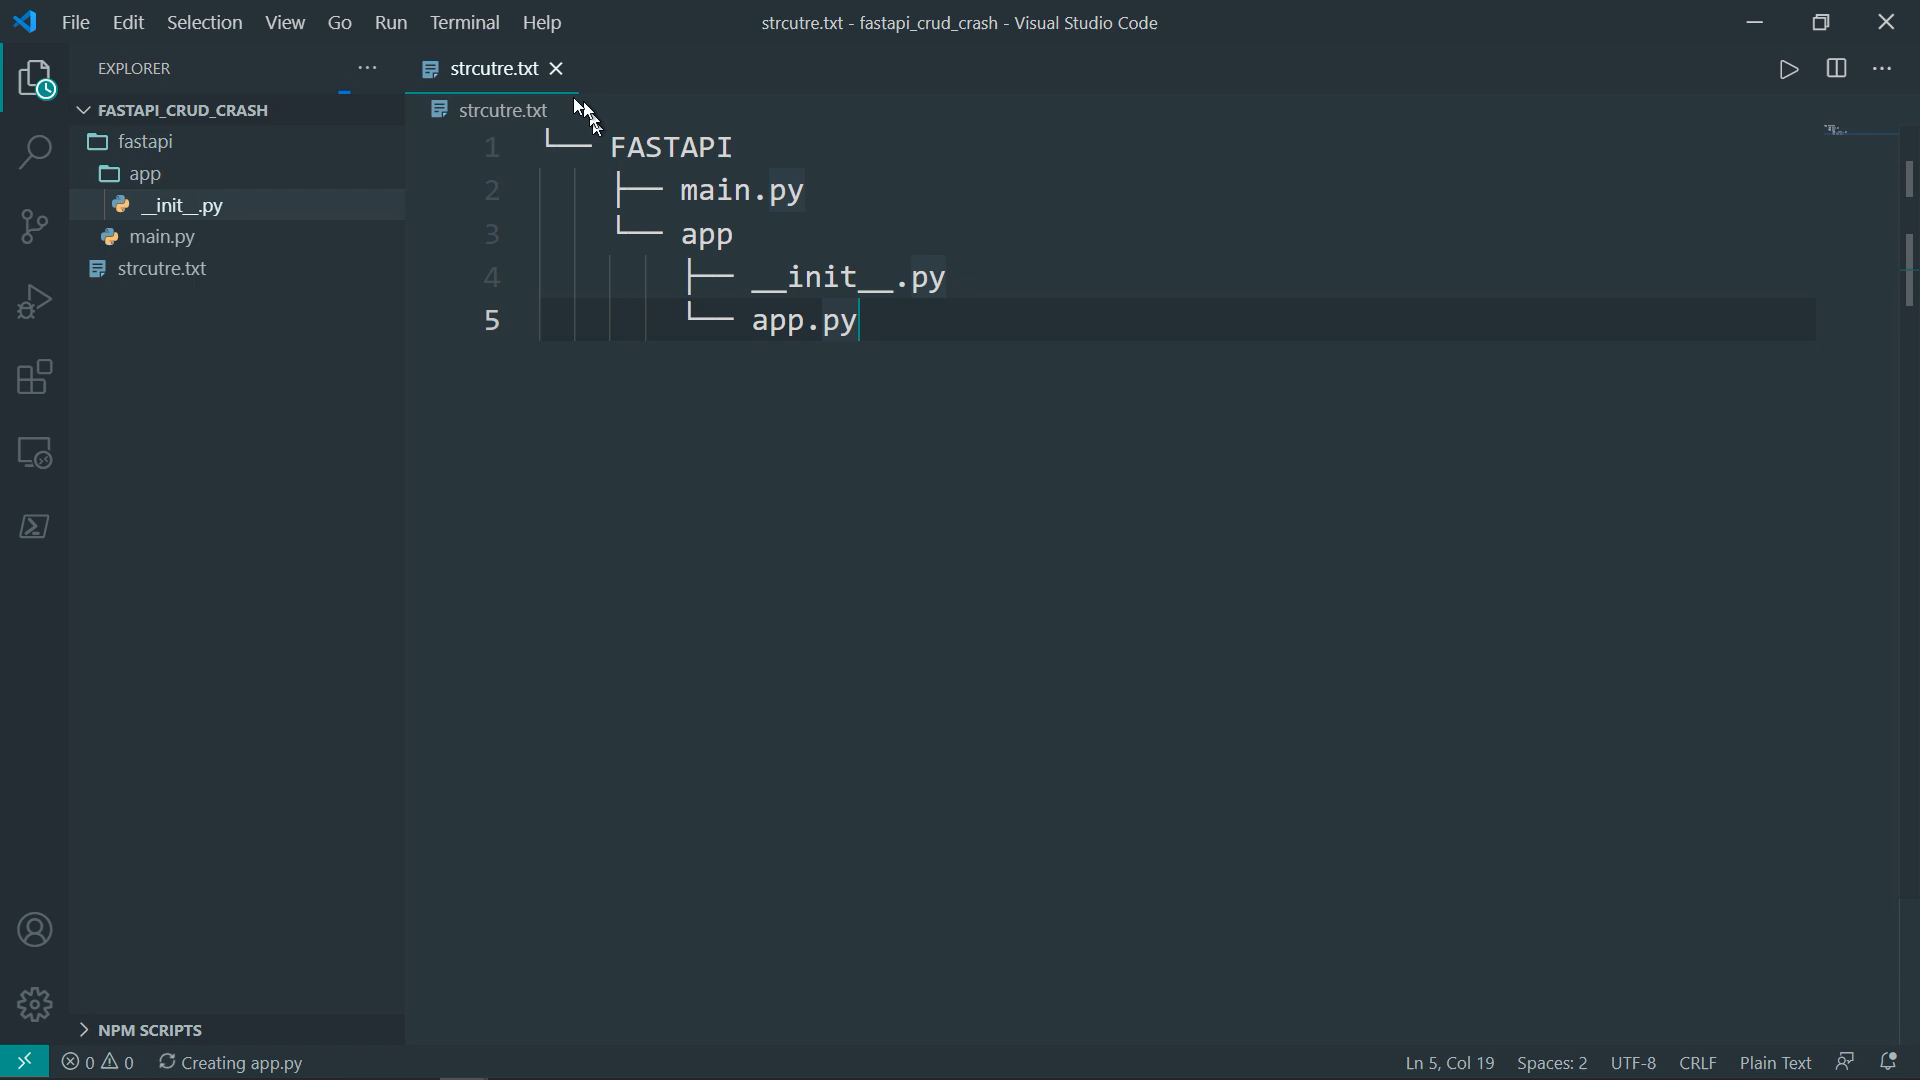 File Edit Selection View Go Run Terminal Help
strcutre.txt - fastapi_crud_crash - Visual Studio Code
EXPLORER
strcutre.txt
FASTAPI_CRUD_CRASH
fastapi
app
__init__.py
main.py
strcutre.txt
strcutre.txt
1 └── FASTAPI
2 ├── main.py
3 └── app
4 ├── __init__.py
5 └── app.py
NPM SCRIPTS
0 0 Creating app.py
Ln 5, Col 19 Spaces: 2 UTF-8 CRLF Plain Text